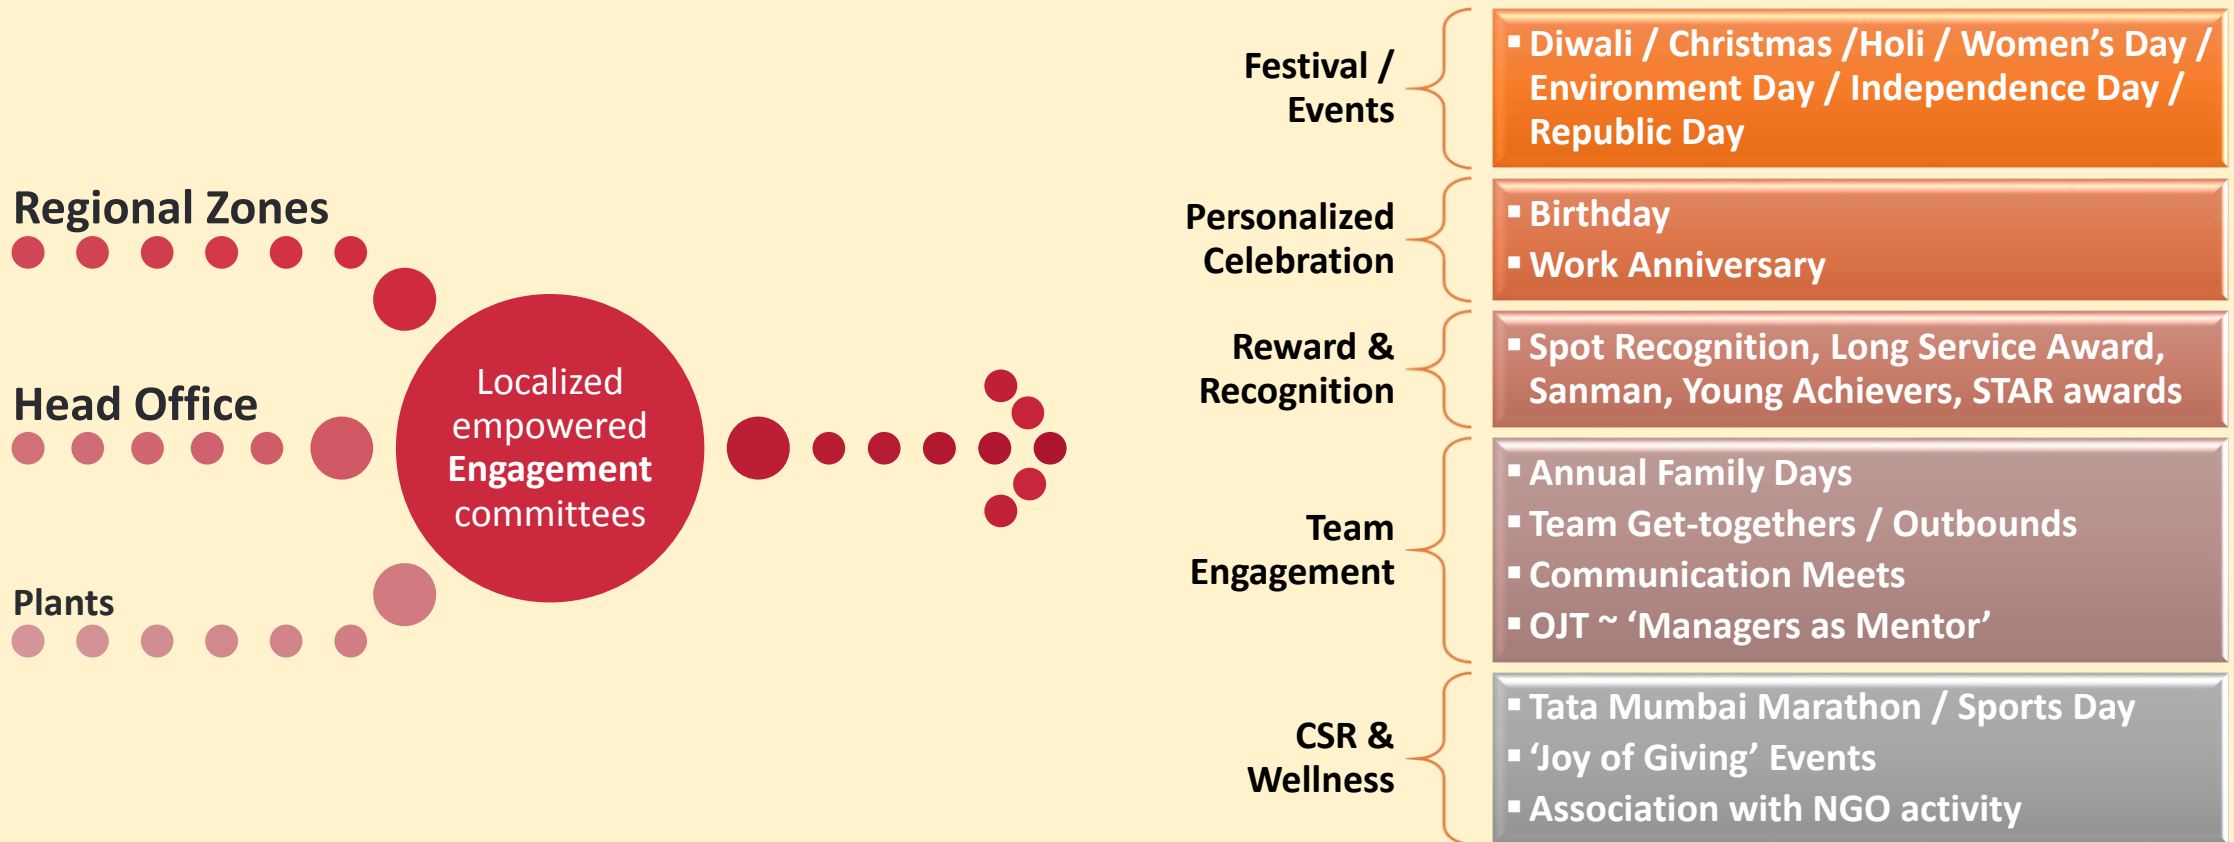 Regional Zones
Head Office
Plants
Localized
empowered
Engagement
committees
Festival /
Events
▪ Diwali / Christmas /Holi / Women’s Day /
Environment Day / Independence Day /
Republic Day
Personalized
Celebration
▪ Birthday
▪ Work Anniversary
Reward &
Recognition
▪ Spot Recognition, Long Service Award,
Sanman, Young Achievers, STAR awards
Team
Engagement
▪ Annual Family Days
▪ Team Get-togethers / Outbounds
▪ Communication Meets
▪ OJT ~ ‘Managers as Mentor’
CSR &
Wellness
▪ Tata Mumbai Marathon / Sports Day
▪ ‘Joy of Giving’ Events
▪ Association with NGO activity